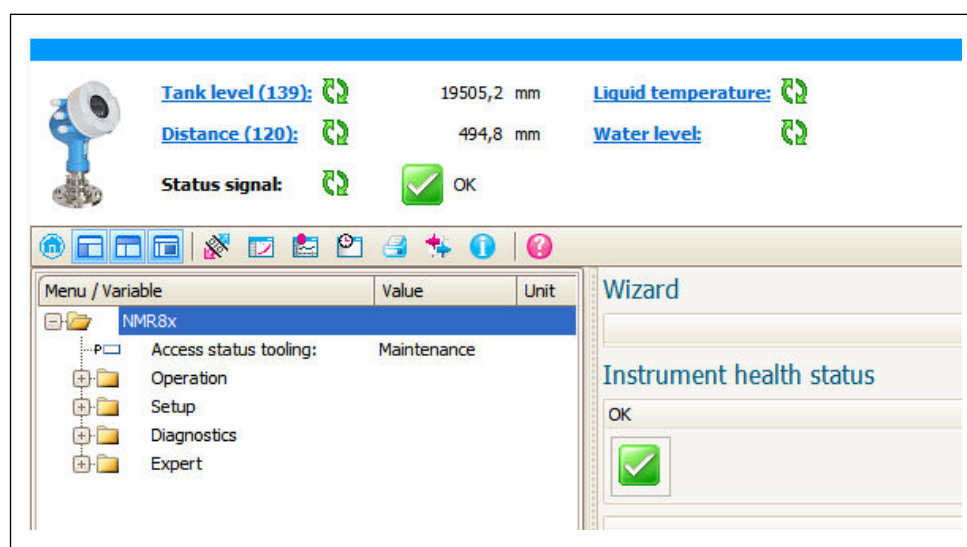 Tank level (139): 19505,2 mm Liquid temperature:
Distance (120): 494,8 mm Water level:
Status signal: OK
Menu / Variable Value Unit
NMR8x
Access status tooling: Maintenance
Operation
Setup
Diagnostics
Expert
Wizard
Instrument health status
OK